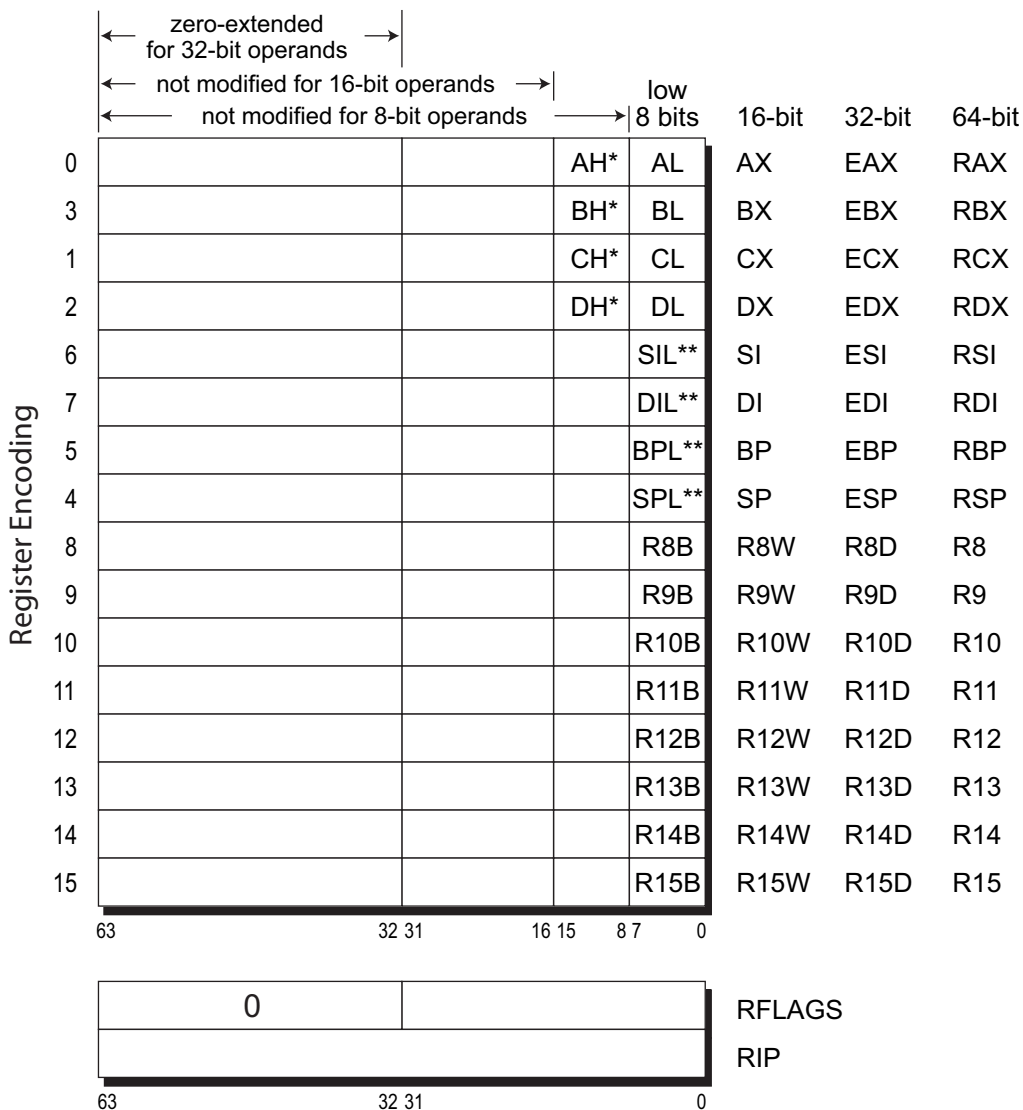 zero-extended
for 32-bit operands
not modified for 16-bit operands
low
not modified for 8-bit operands 8 bits 16-bit 32-bit 64-bit
0 AH* AL AX EAX RAX
3 BH* BL BX EBX RBX
1 CH* CL CX ECX RCX
2 DH* DL DX EDX RDX
6 SIL** SI ESI RSI
7 DIL** DI EDI RDI
5 BPL** BP EBP RBP
4 SPL** SP ESP RSP
8 R8B R8W R8D R8
9 R9B R9W R9D R9
10 R10B R10W R10D R10
11 R11B R11W R11D R11
12 R12B R12W R12D R12
13 R13B R13W R13D R13
14 R14B R14W R14D R14
15 R15B R15W R15D R15
Register Encoding
63 32 31 16 15 8 7 0
0 RFLAGS
RIP
63 32 31 0